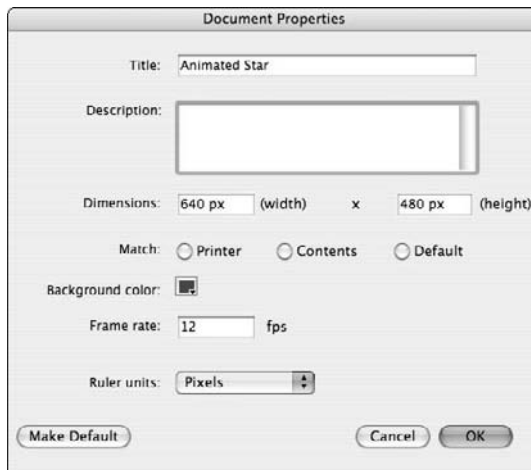 Document Properties
Title: Animated Star
Description:
Dimensions: 640 px (width) x 480 px (height)
Match: Printer Contents Default
Background color:
Frame rate: 12 fps
Ruler units: Pixels
Make Default Cancel OK